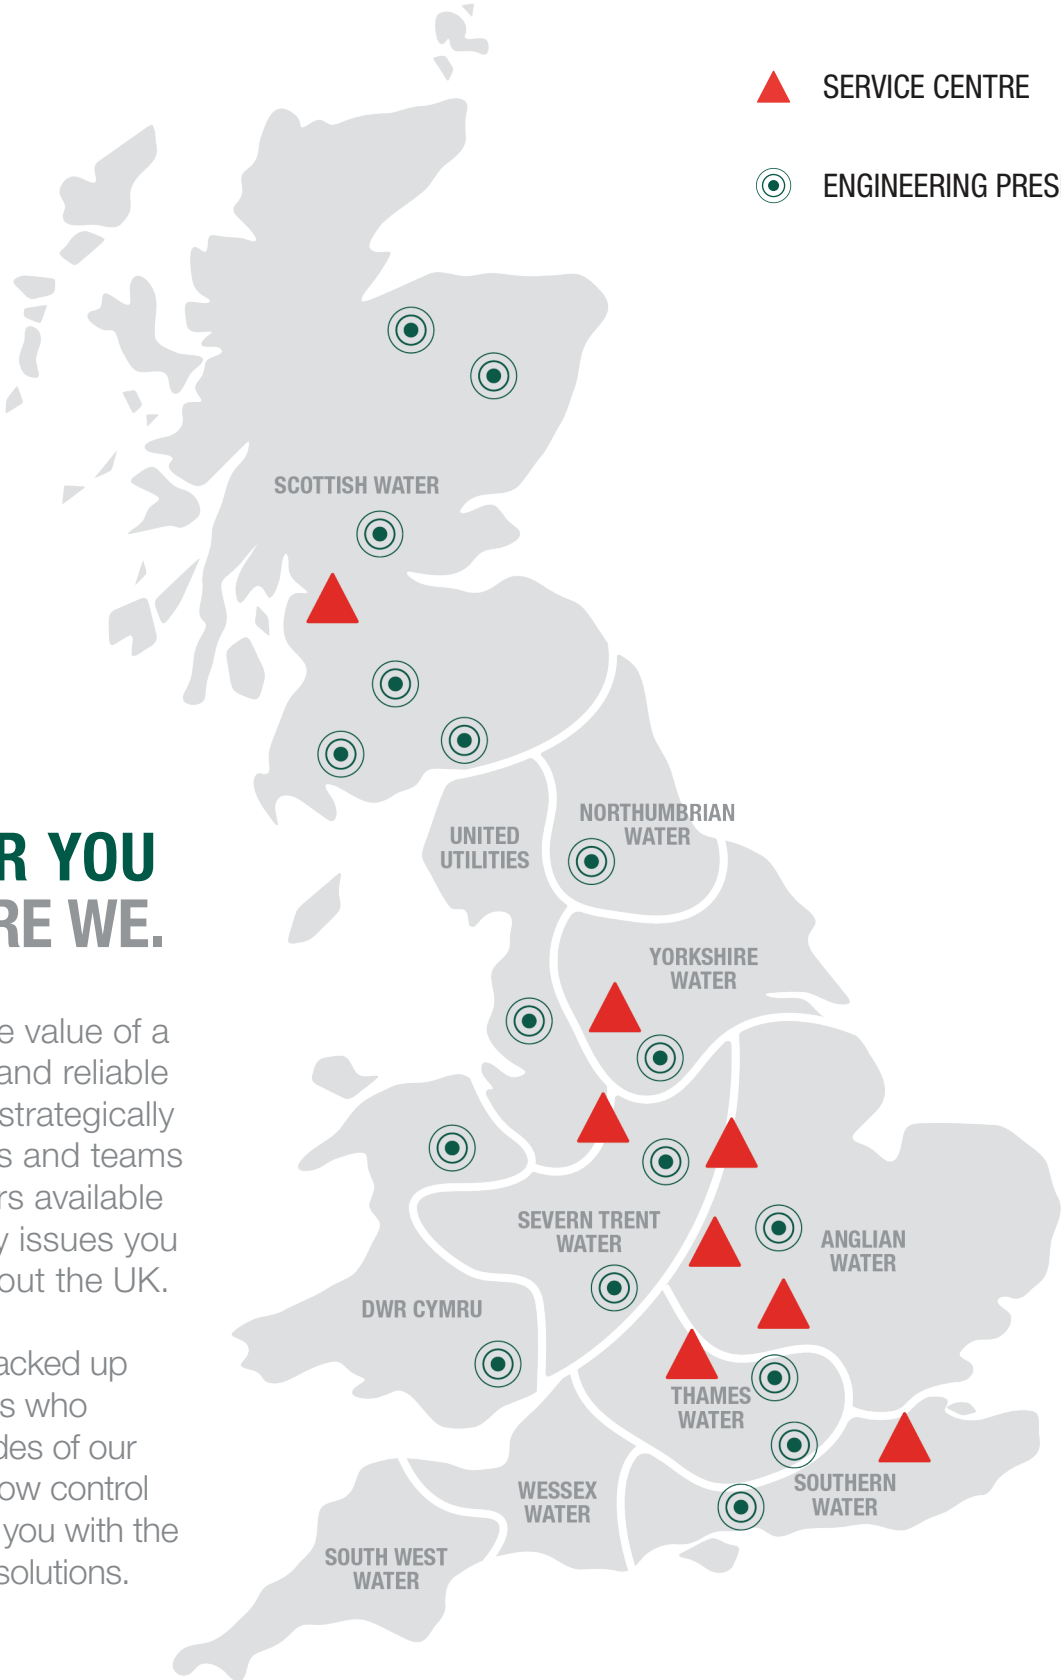 SERVICE CENTRE
ENGINEERING PRES
SCOTTISH WATER
NORTHUMBRIAN
WATER
UNITED
UTILITIES
R YOU
RE WE.
YORKSHIRE
WATER
e value of a
and reliable
strategically
s and teams
rs available
y issues you
out the UK.
SEVERN TRENT
WATER
ANGLIAN
WATER
DWR CYMRU
acked up
s who
des of our
ow control
you with the
solutions.
THAMES
WATER
WESSEX
WATER
SOUTHERN
WATER
SOUTH WEST
WATER